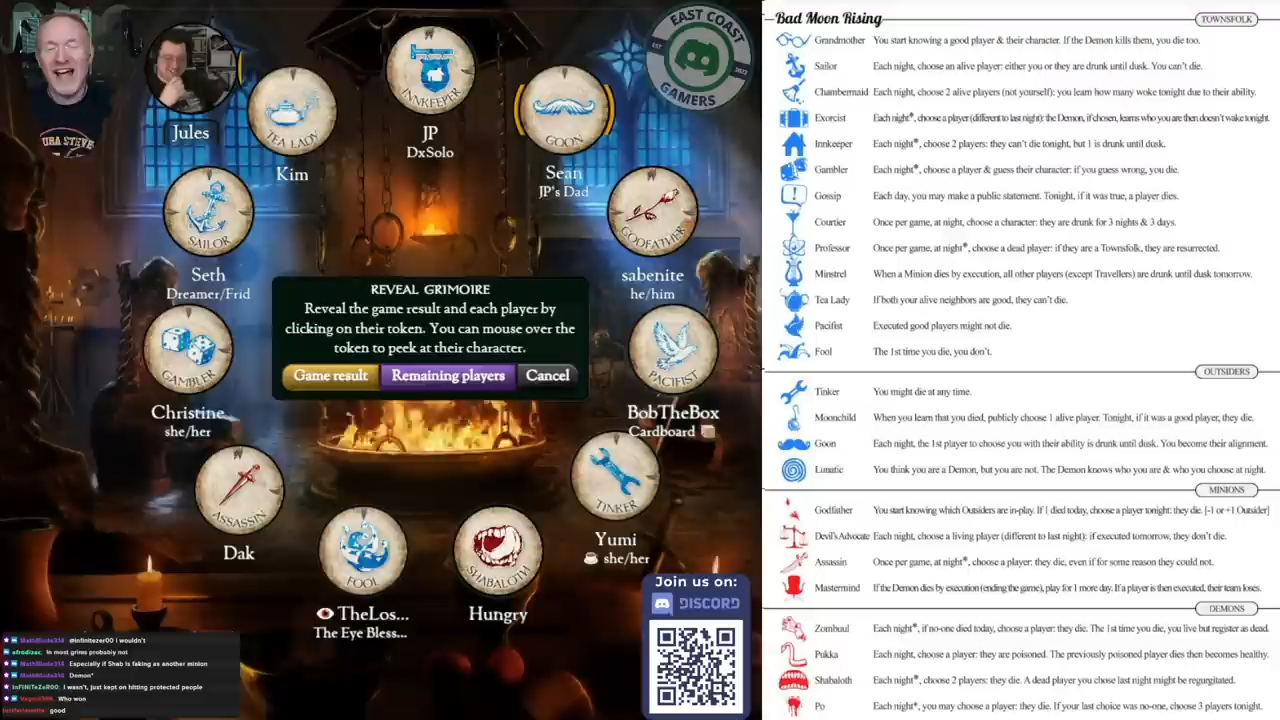 EAST COAST
EST
2022
GAMERS
UBA STEVE
Jules
TEA LADY
Kim
INNKEEPER
JP
DxSolo
GOON
Sean
JP's Dad
GODFATHER
sabenite
he/him
SAILOR
Seth
Dreamer/Frid
GAMBLER
Christine
she/her
PACIFIST
BobTheBox
Cardboard
ASSASSIN
Dak
FOOL
TheLos...
The Eye Bless...
SHABALOTH
Hungry
TINKER
Yumi
she/her
REVEAL GRIMOIRE
Reveal the game result and each player by
clicking on their token. You can mouse over the
token to peek at their character.
Game result
Remaining players
Cancel
Join us on:
DISCORD
MathDude314 @infinitezer00 I wouldn't
afrodizac: In most grims probably not
MathDude314 Especially if Shab is faking as another minion
MathDude314 Demon*
INFINITEZER00: I wasn't, just kept on hitting protected people
Who won
good
Bad Moon Rising
TOWNSFOLK
Grandmother You start knowing a good player & their character. If the Demon kills them, you die too.
Sailor Each night, choose an alive player: either you or they are drunk until dusk. You can't die.
Chambermaid Each night, choose 2 alive players (not yourself): you learn how many woke tonight due to their ability.
Exorcist Each night*, choose a player (different to last night): the Demon, if chosen, learns who you are then doesn't wake tonight.
Innkeeper Each night*, choose 2 players: they can't die tonight, but 1 is drunk until dusk.
Gambler Each night*, choose a player & guess their character: if you guess wrong, you die.
Gossip Each day, you may make a public statement. Tonight, if it was true, a player dies.
Courtier Once per game, at night, choose a character: they are drunk for 3 nights & 3 days.
Professor Once per game, at night*, choose a dead player: if they are a Townsfolk, they are resurrected.
Minstrel When a Minion dies by execution, all other players (except Travellers) are drunk until dusk tomorrow.
Tea Lady If both your alive neighbors are good, they can't die.
Pacifist Executed good players might not die.
Fool The 1st time you die, you don't.
OUTSIDERS
Tinker You might die at any time.
Moonchild When you learn that you died, publicly choose 1 alive player. Tonight, if it was a good player, they die.
Goon Each night, the 1st player to choose you with their ability is drunk until dusk. You become their alignment.
Lunatic You think you are a Demon, but you are not. The Demon knows who you are & who you choose at night.
MINIONS
Godfather You start knowing which Outsiders are in-play. If 1 died today, choose a player tonight: they die. [-1 or +1 Outsider]
Devil's Advocate Each night, choose a living player (different to last night): if executed tomorrow, they don't die.
Assassin Once per game, at night*, choose a player: they die, even if for some reason they could not.
Mastermind If the Demon dies by execution (ending the game), play for 1 more day. If a player is then executed, their team loses.
DEMONS
Zombuul Each night*, if no-one died today, choose a player: they die. The 1st time you die, you live but register as dead.
Pukka Each night, choose a player: they are poisoned. The previously poisoned player dies then becomes healthy.
Shabaloth Each night*, choose 2 players: they die. A dead player you chose last night might be regurgitated.
Po Each night*, you may choose a player: they die. If your last choice was no-one, choose 3 players tonight.